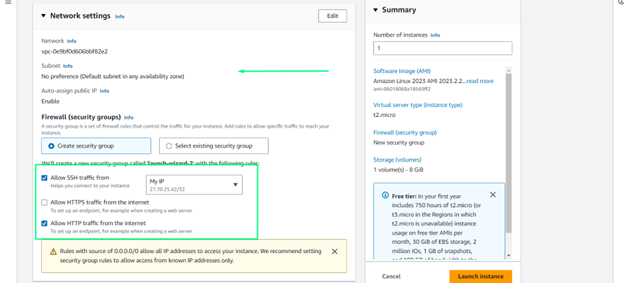 Network settings Info
Edit
Network Info
vpc-0e9bf0d606bbf82e2
Subnet Info
No preference (Default subnet in any availability zone)
Auto-assign public IP Info
Enable
Firewall (security groups) Info
A security group is a set of firewall rules that control the traffic for your instance. Add rules to allow specific traffic to reach your
instance.
Create security group
Select existing security group
We'll create a new security group called 'launch-wizard-2' with the following rules:
Allow SSH traffic from
Helps you connect to your instance
My IP
27.70.25.42/32
Allow HTTPS traffic from the internet
To set up an endpoint, for example when creating a web server
Allow HTTP traffic from the internet
To set up an endpoint, for example when creating a web server
Rules with source of 0.0.0.0/0 allow all IP addresses to access your instance. We recommend setting
security group rules to allow access from known IP addresses only.
Summary
Number of instances Info
1
Software Image (AMI)
Amazon Linux 2023 AMI 2023.2.2...read more
ami-06018068a18569ff2
Virtual server type (instance type)
t2.micro
Firewall (security group)
New security group
Storage (volumes)
1 volume(s) - 8 GiB
Free tier: In your first
year includes 750 hours of t2.micro (or
t3.micro in the Regions in which
t2.micro is unavailable) instance
usage on free tier AMIs per
month, 30 GiB of EBS storage, 2
million IOs, 1 GB of snapshots,
and 100 GB of bandwidth to the
Cancel
Launch instance